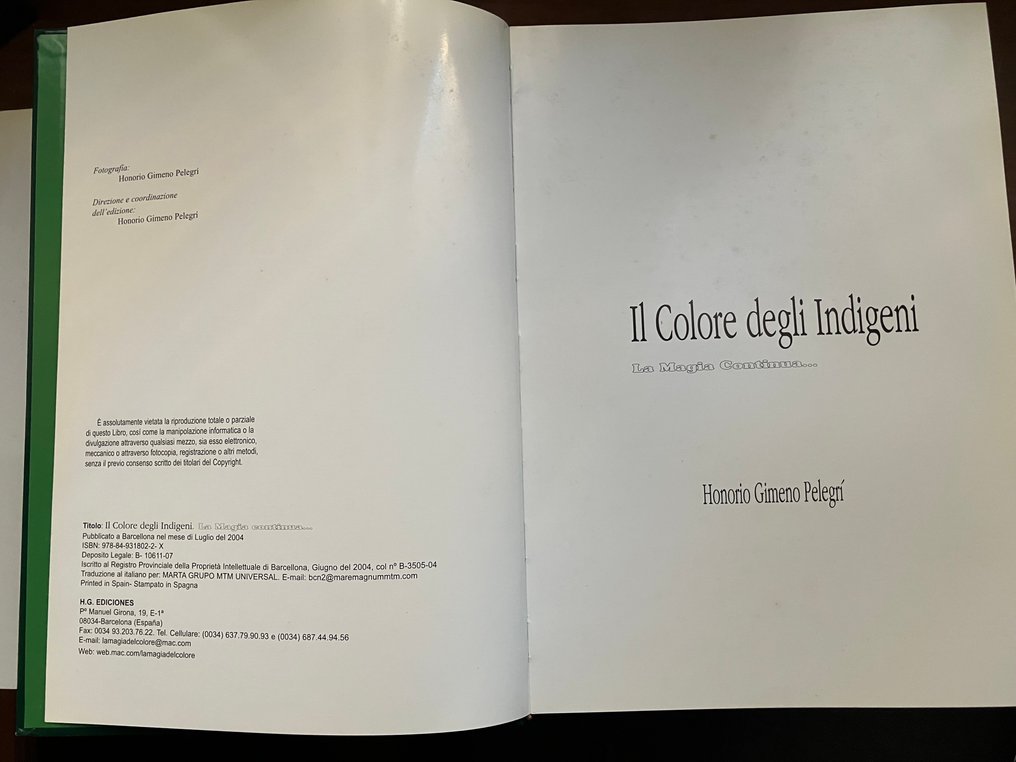 Fotografia:
Honorio Gimeno Pelegrí
Direzione e coordinazione
dell'edizione:
Honorio Gimeno Pelegrí
È assolutamente vietata la riproduzione totale o parziale
di questo Libro, così come la manipolazione informatica o la
divulgazione attraverso qualsiasi mezzo, sia esso elettronico,
meccanico o attraverso fotocopia, registrazione o altri metodi,
senza il previo consenso scritto dei titolari del Copyright.
Titolo: Il Colore degli Indigeni. La Magia continua...
Pubblicato a Barcellona nel mese di Luglio del 2004
ISBN: 978-84-931802-2- X
Deposito Legale: B- 10611-07
Iscritto al Registro Provinciale della Proprietà Intellettuale di Barcellona, Giugno del 2004, col nº B-3505-04
Traduzione al italiano per: MARTA GRUPO MTM UNIVERSAL. E-mail: bcn2@maremagnummtm.com
Printed in Spain- Stampato in Spagna
H.G. EDICIONES
Pº Manuel Girona, 19, E-1ª
08034-Barcelona (España)
Fax: 0034 93.203.76.22. Tel. Cellulare: (0034) 637.79.90.93 e (0034) 687.44.94.56
E-mail: lamagiadelcolore@mac.com
Web: web.mac.com/lamagiadelcolore
Il Colore degli Indigeni
La Magia Continua...
Honorio Gimeno Pelegrí